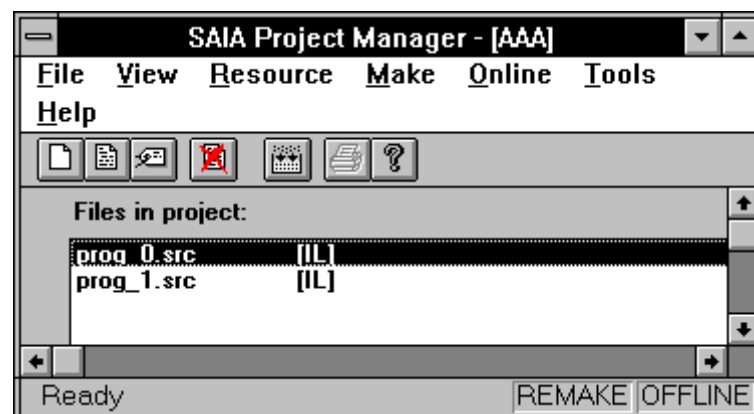 SAIA Project Manager - [AAA]
File View Resource Make Online Tools
Help
Files in project:
prog_0.src [IL]
prog_1.src [IL]
Ready REMAKE OFFLINE